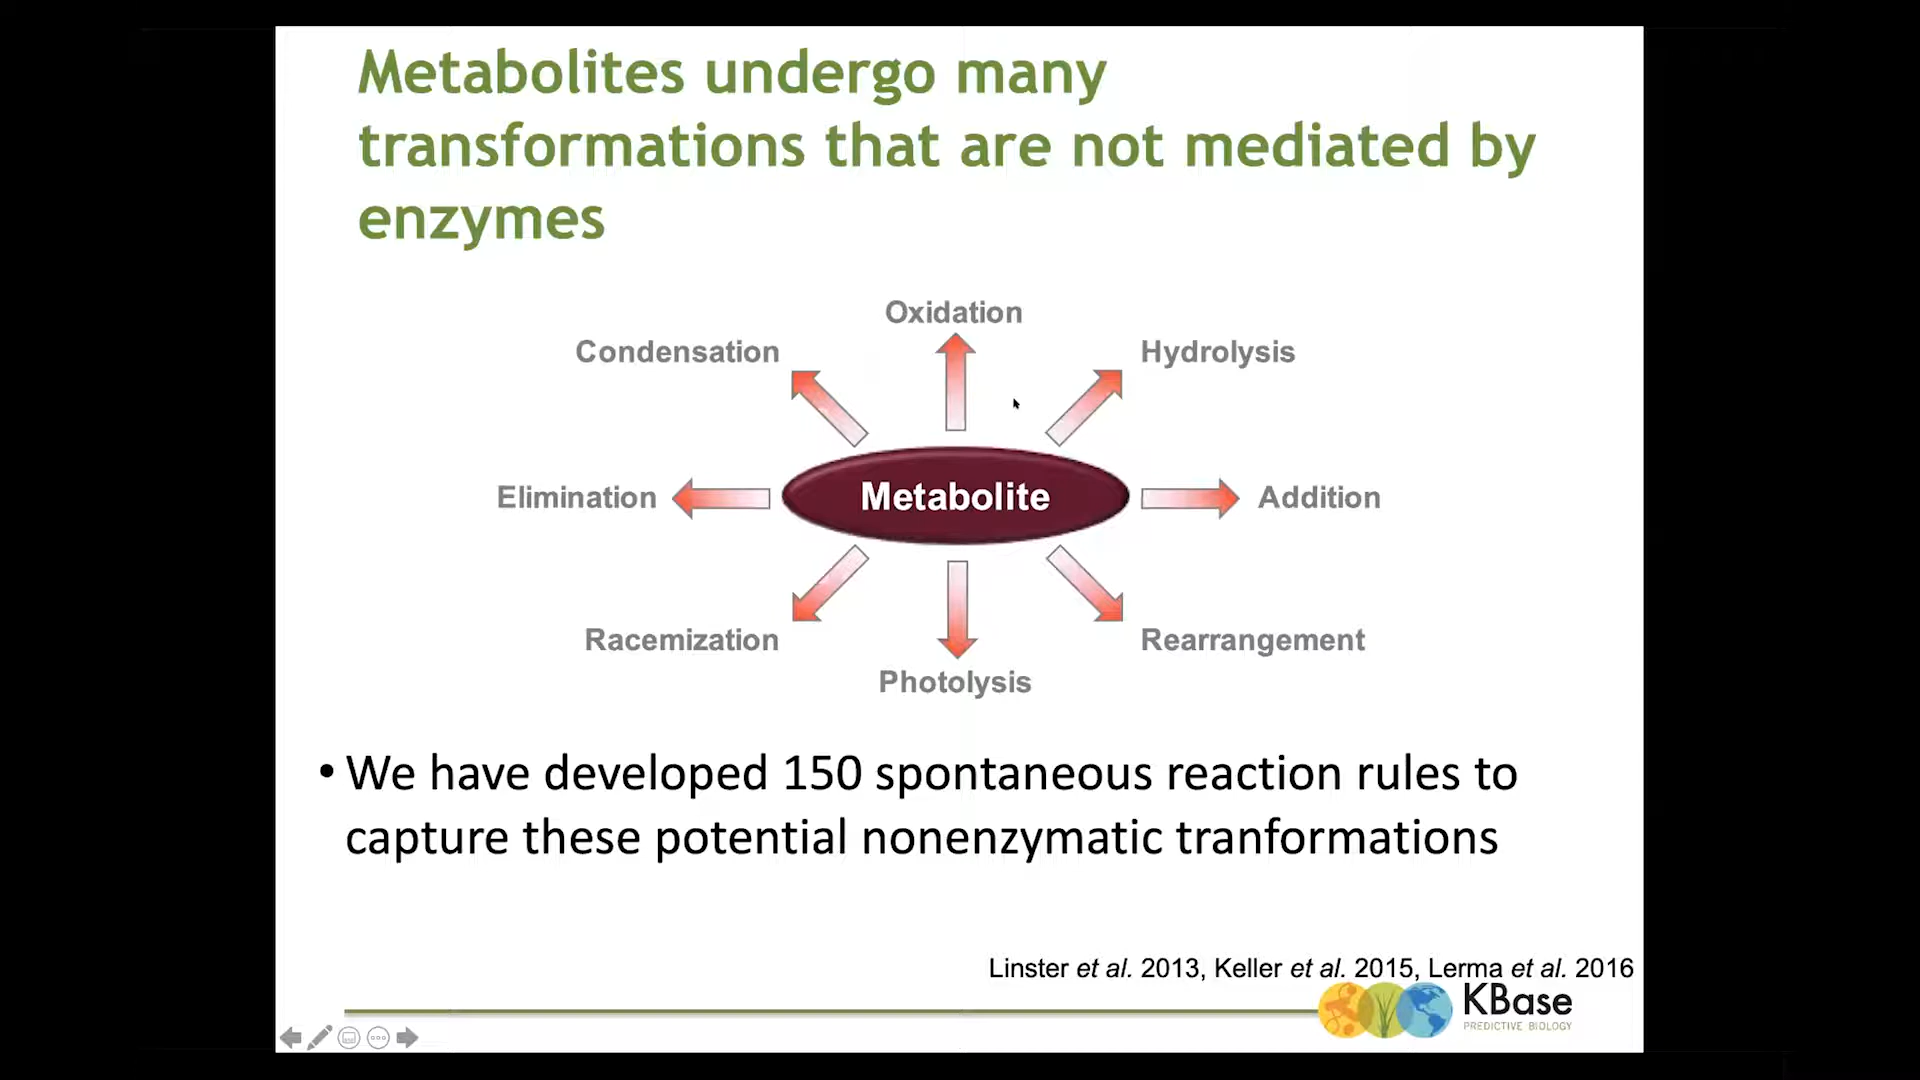 Metabolites undergo many
transformations that are not mediated by
enzymes
Oxidation
Condensation
Hydrolysis
Elimination
Metabolite
Addition
Racemization
Rearrangement
Photolysis
• We have developed 150 spontaneous reaction rules to
capture these potential nonenzymatic tranformations
Linster et al. 2013, Keller et al. 2015, Lerma et al. 2016
KBase
PREDICTIVE BIOLOGY